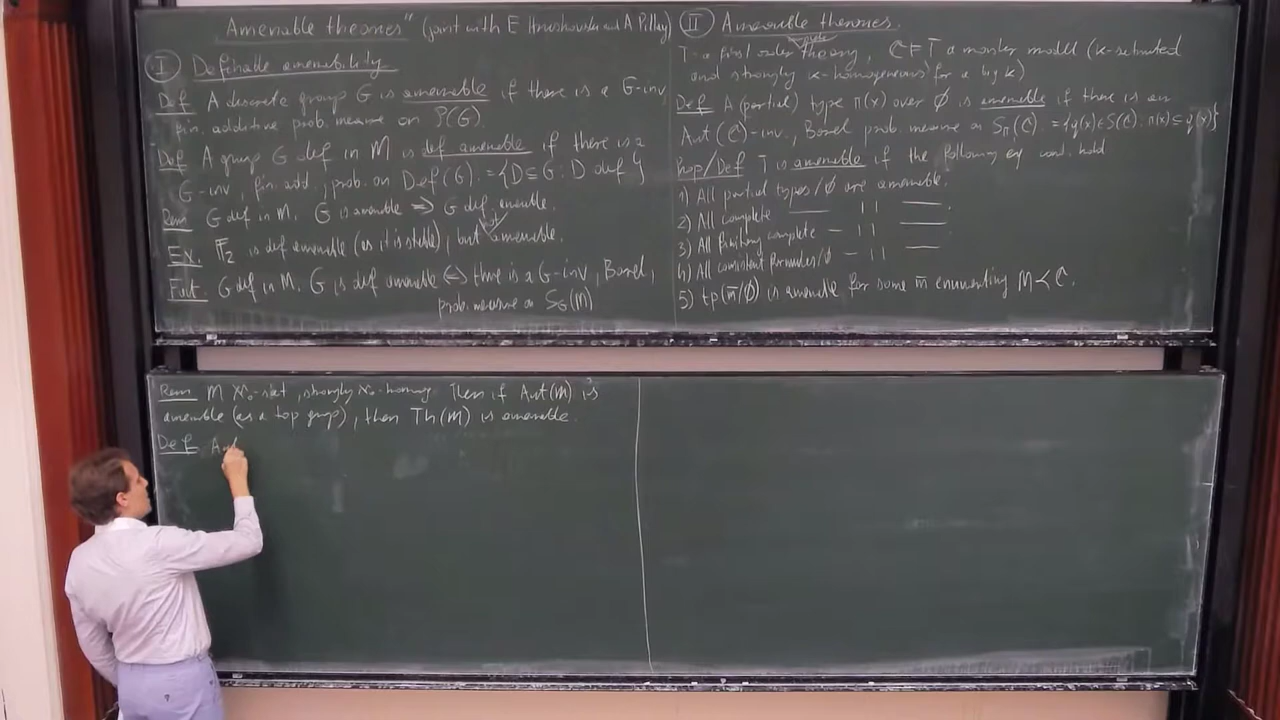 Amenable theories" (joint with E Hrushovski and A Pillay)
I Definable amenability.
Def A discrete group G is amenable if there is a G-inv,
fin. additive prob. measure on P(G).
Def A group G def in M is def amenable if there is a
G-inv, fin. add., prob. on Def(G). = {D ⊆ G : D def}
Rem G def in M. G is amenable ⇒ G def amenable.
Ex. F₂ is def amenable (as it is stable), but not amenable.
Fact. G def in M. G is def amenable ⇔ there is a G-inv, Borel,
prob. measure on S_G(M)
II Amenable theories.
T - a first order complete theory, ℭ ⊨ T a monster model (κ-saturated
and strongly κ-homogeneous for a big κ)
Def A (partial) type π(x) over ∅ is amenable if there is an
Aut(ℭ)-inv., Borel prob. measure on S_π(ℭ) := {q(x) ∈ S(ℭ) : π(x) ⊆ q(x)}
Prop/Def T is amenable if the following eq cond. hold
1) All partial types/∅ are amenable.
2) All complete — 11 —.
3) All finitary complete — 11 —
4) All consistent formulas/∅ — 11
5) tp(m̄/∅) is amenable for some m̄ enumerating M ≺ ℭ.
Rem M ℵ₀-sat, strongly ℵ₀-homog. Then if Aut(M) is
amenable (as a top group), then Th(M) is amenable.
Def